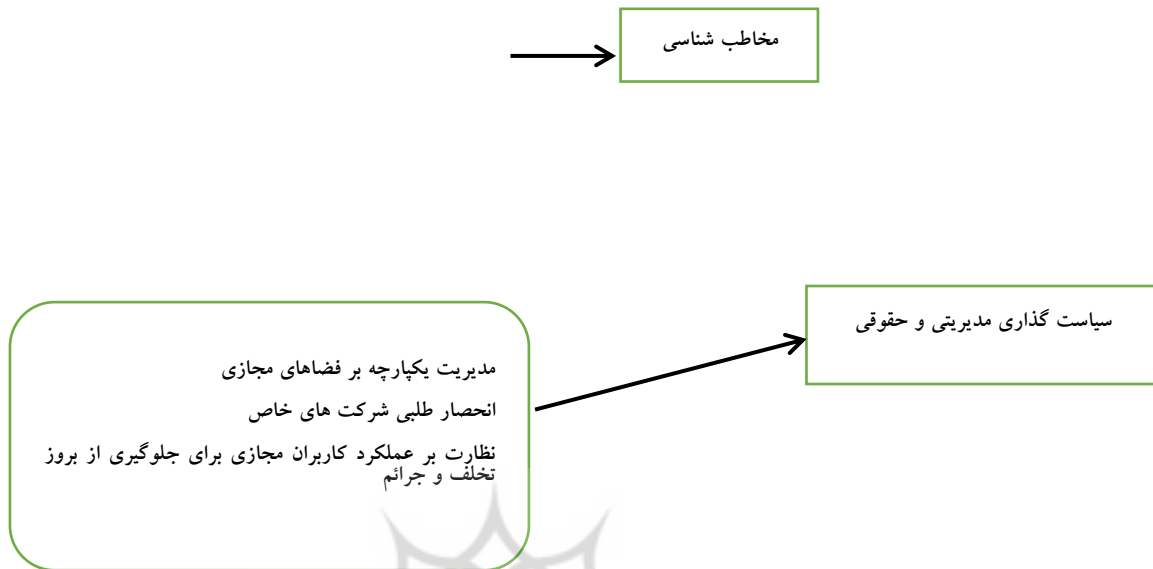 مخاطب شناسی
سیاست گذاری مدیریتی و حقوقی
مدیریت یکپارچه بر فضاهای مجازی
انحصار طلبی شرکت های خاص
نظارت بر عملکرد کاربران مجازی برای جلوگیری از بروز
تخلف و جرائم